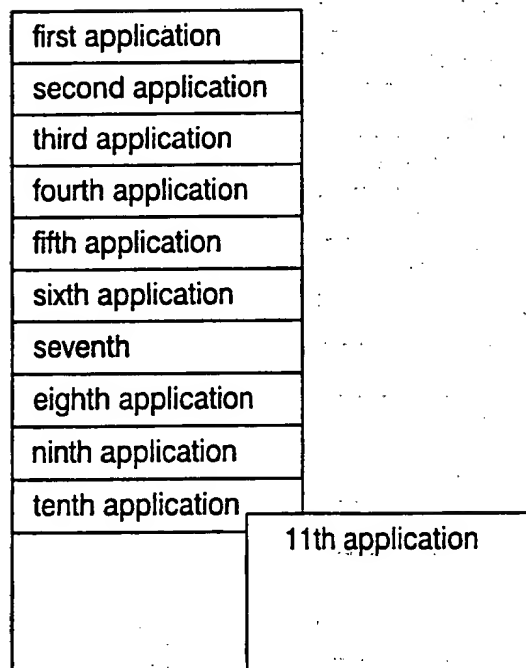 first application
second application
third application
fourth application
fifth application
sixth application
seventh
eighth application
ninth application
tenth application
11th application